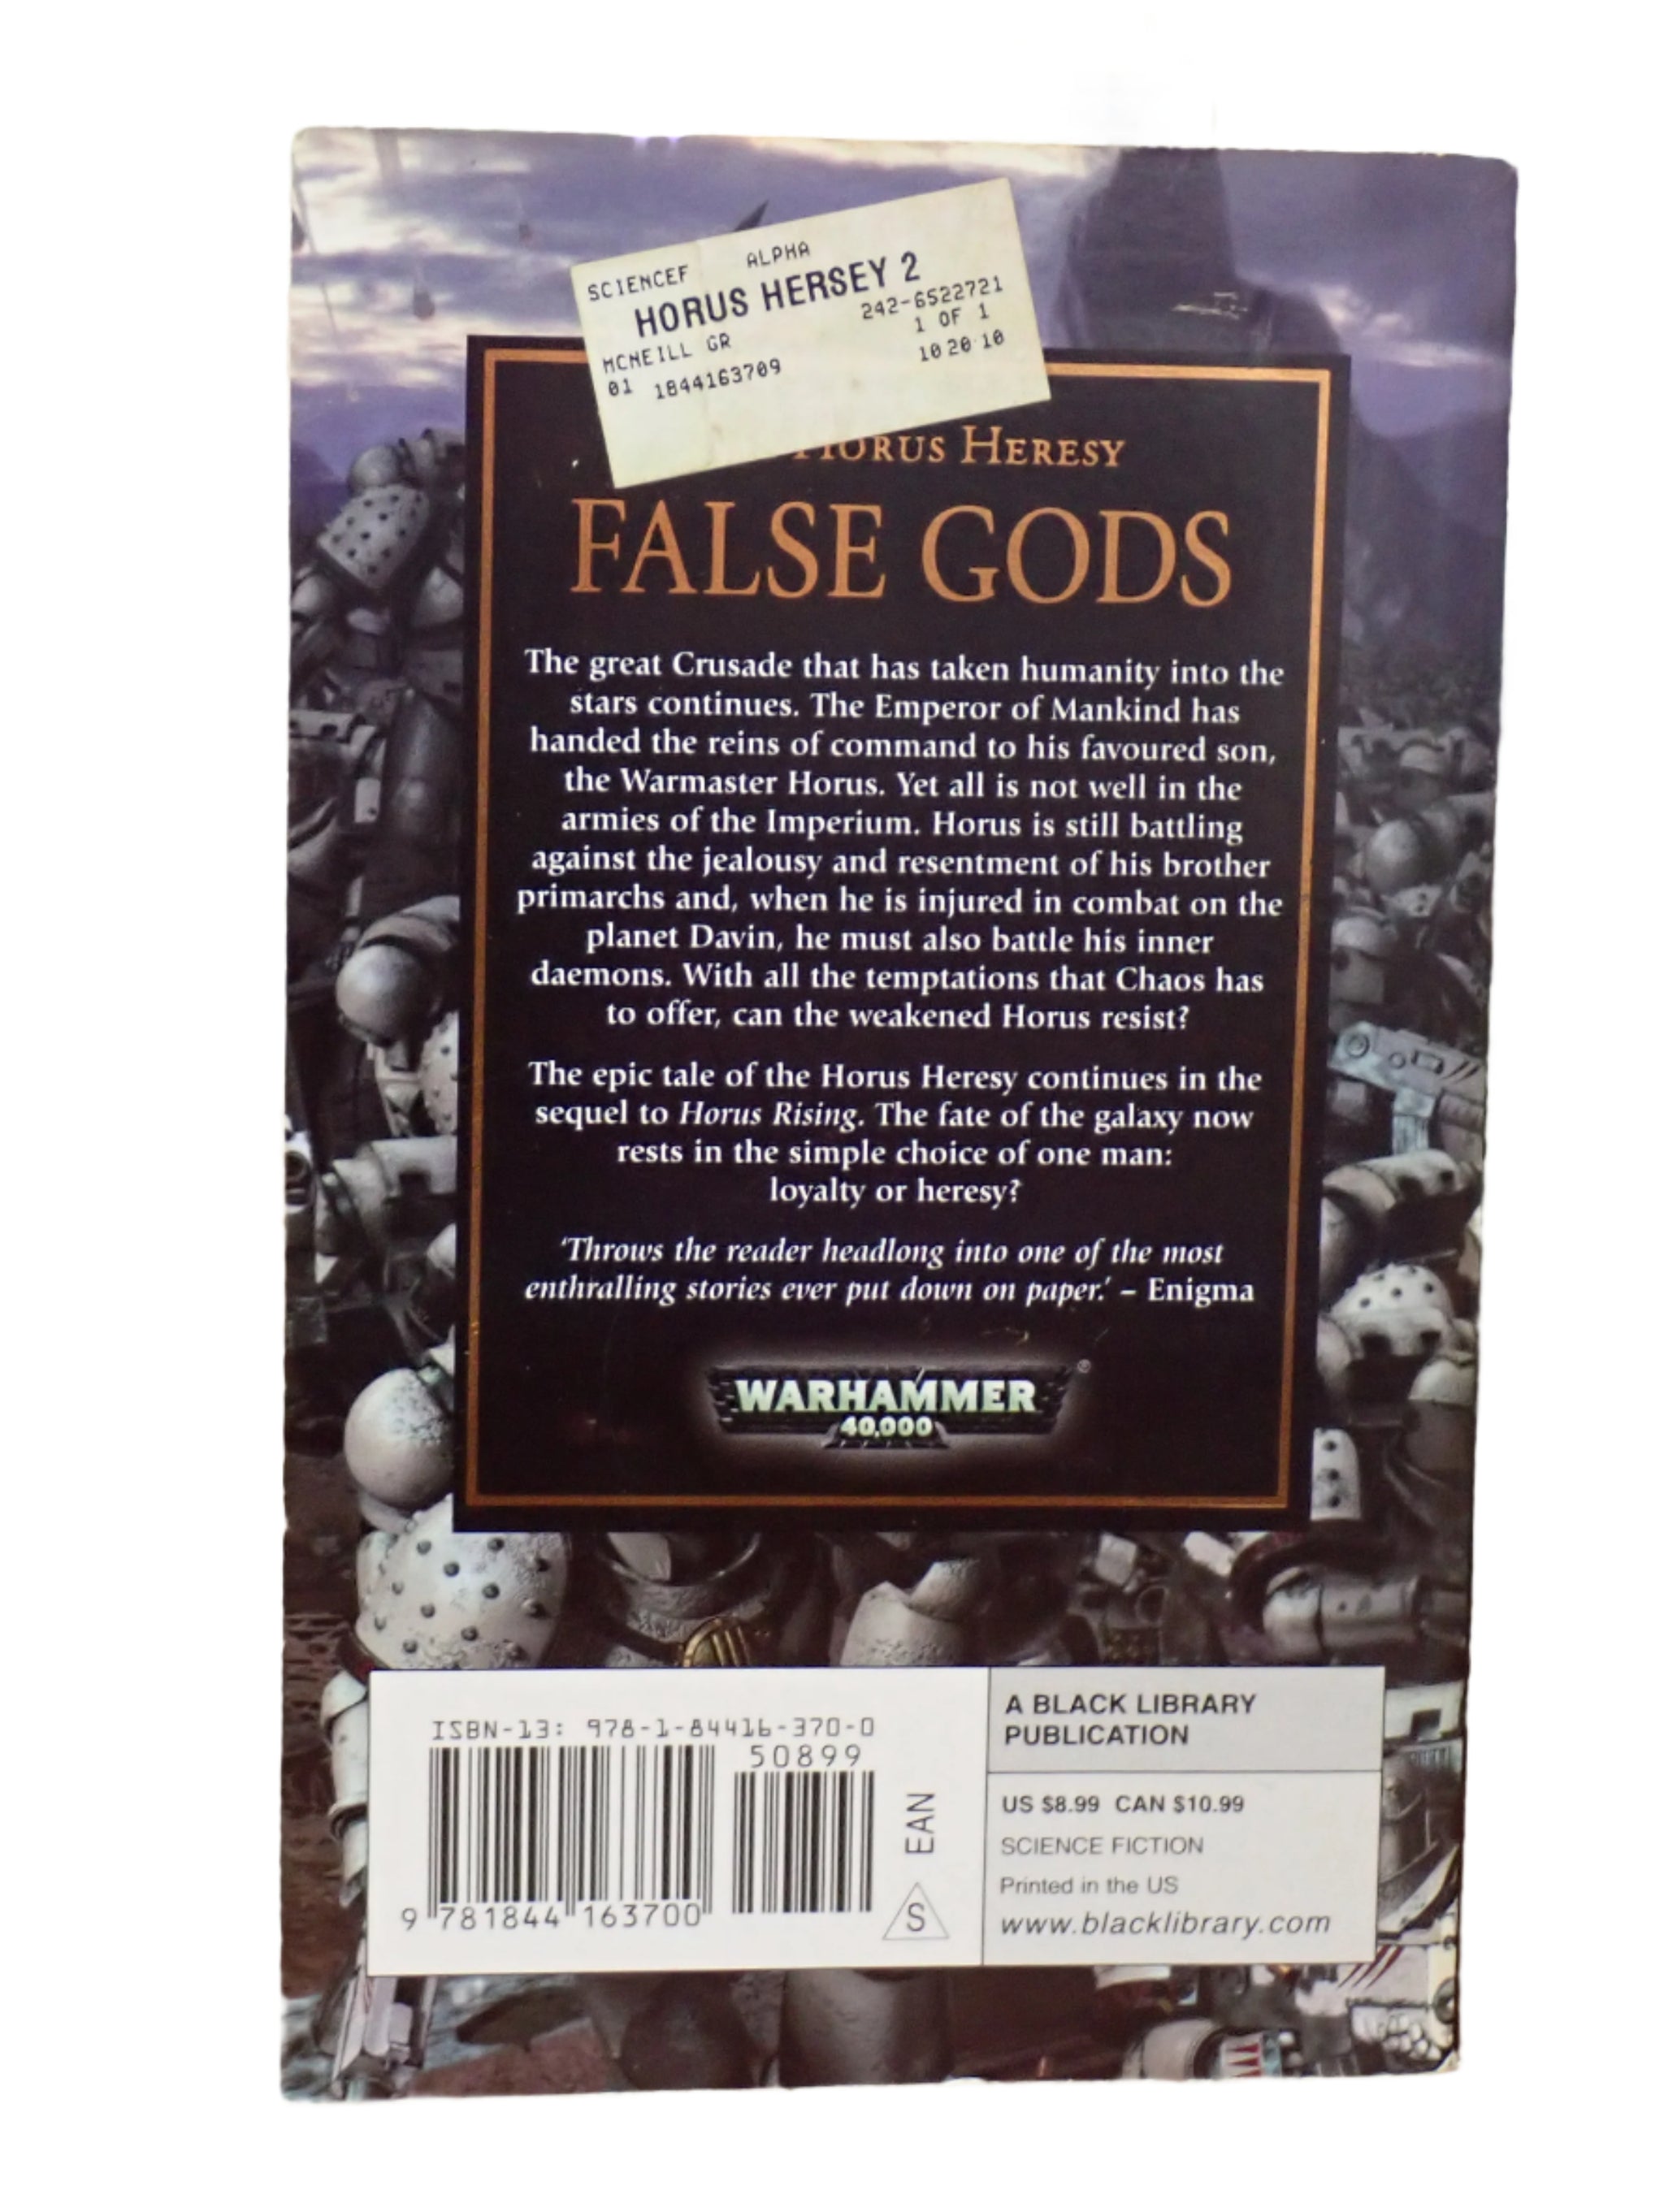 SCIENCEF ALPHA
HORUS HERSEY 2
MCNEILL GR 242-6522721
1 OF 1
01 1844163709 10 20 10
HORUS HERESY
FALSE GODS
The great Crusade that has taken humanity into the
stars continues. The Emperor of Mankind has
handed the reins of command to his favoured son,
the Warmaster Horus. Yet all is not well in the
armies of the Imperium. Horus is still battling
against the jealousy and resentment of his brother
primarchs and, when he is injured in combat on the
planet Davin, he must also battle his inner
daemons. With all the temptations that Chaos has
to offer, can the weakened Horus resist?
The epic tale of the Horus Heresy continues in the
sequel to Horus Rising. The fate of the galaxy now
rests in the simple choice of one man:
loyalty or heresy?
‘Throws the reader headlong into one of the most
enthralling stories ever put down on paper.’ – Enigma
WARHAMMER®
40,000
ISBN-13: 978-1-84416-370-0
50899
9 781844 163700
EAN
S
A BLACK LIBRARY
PUBLICATION
US $8.99 CAN $10.99
SCIENCE FICTION
Printed in the US
www.blacklibrary.com